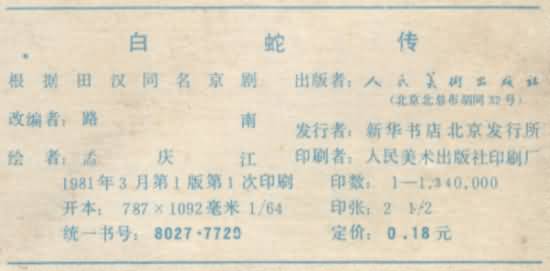 白蛇传
根据田汉同名京剧
改编者：路南
绘者：孟庆江
1981年3月第1版第1次印刷
开本：787×1092毫米 1/64
统一书号：8027·7729
出版者：人民美术出版社
（北京北总布胡同32号）
发行者：新华书店北京发行所
印刷者：人民美术出版社印刷厂
印数：1—1,340,000
印张：2 1/2
定价：0.18元